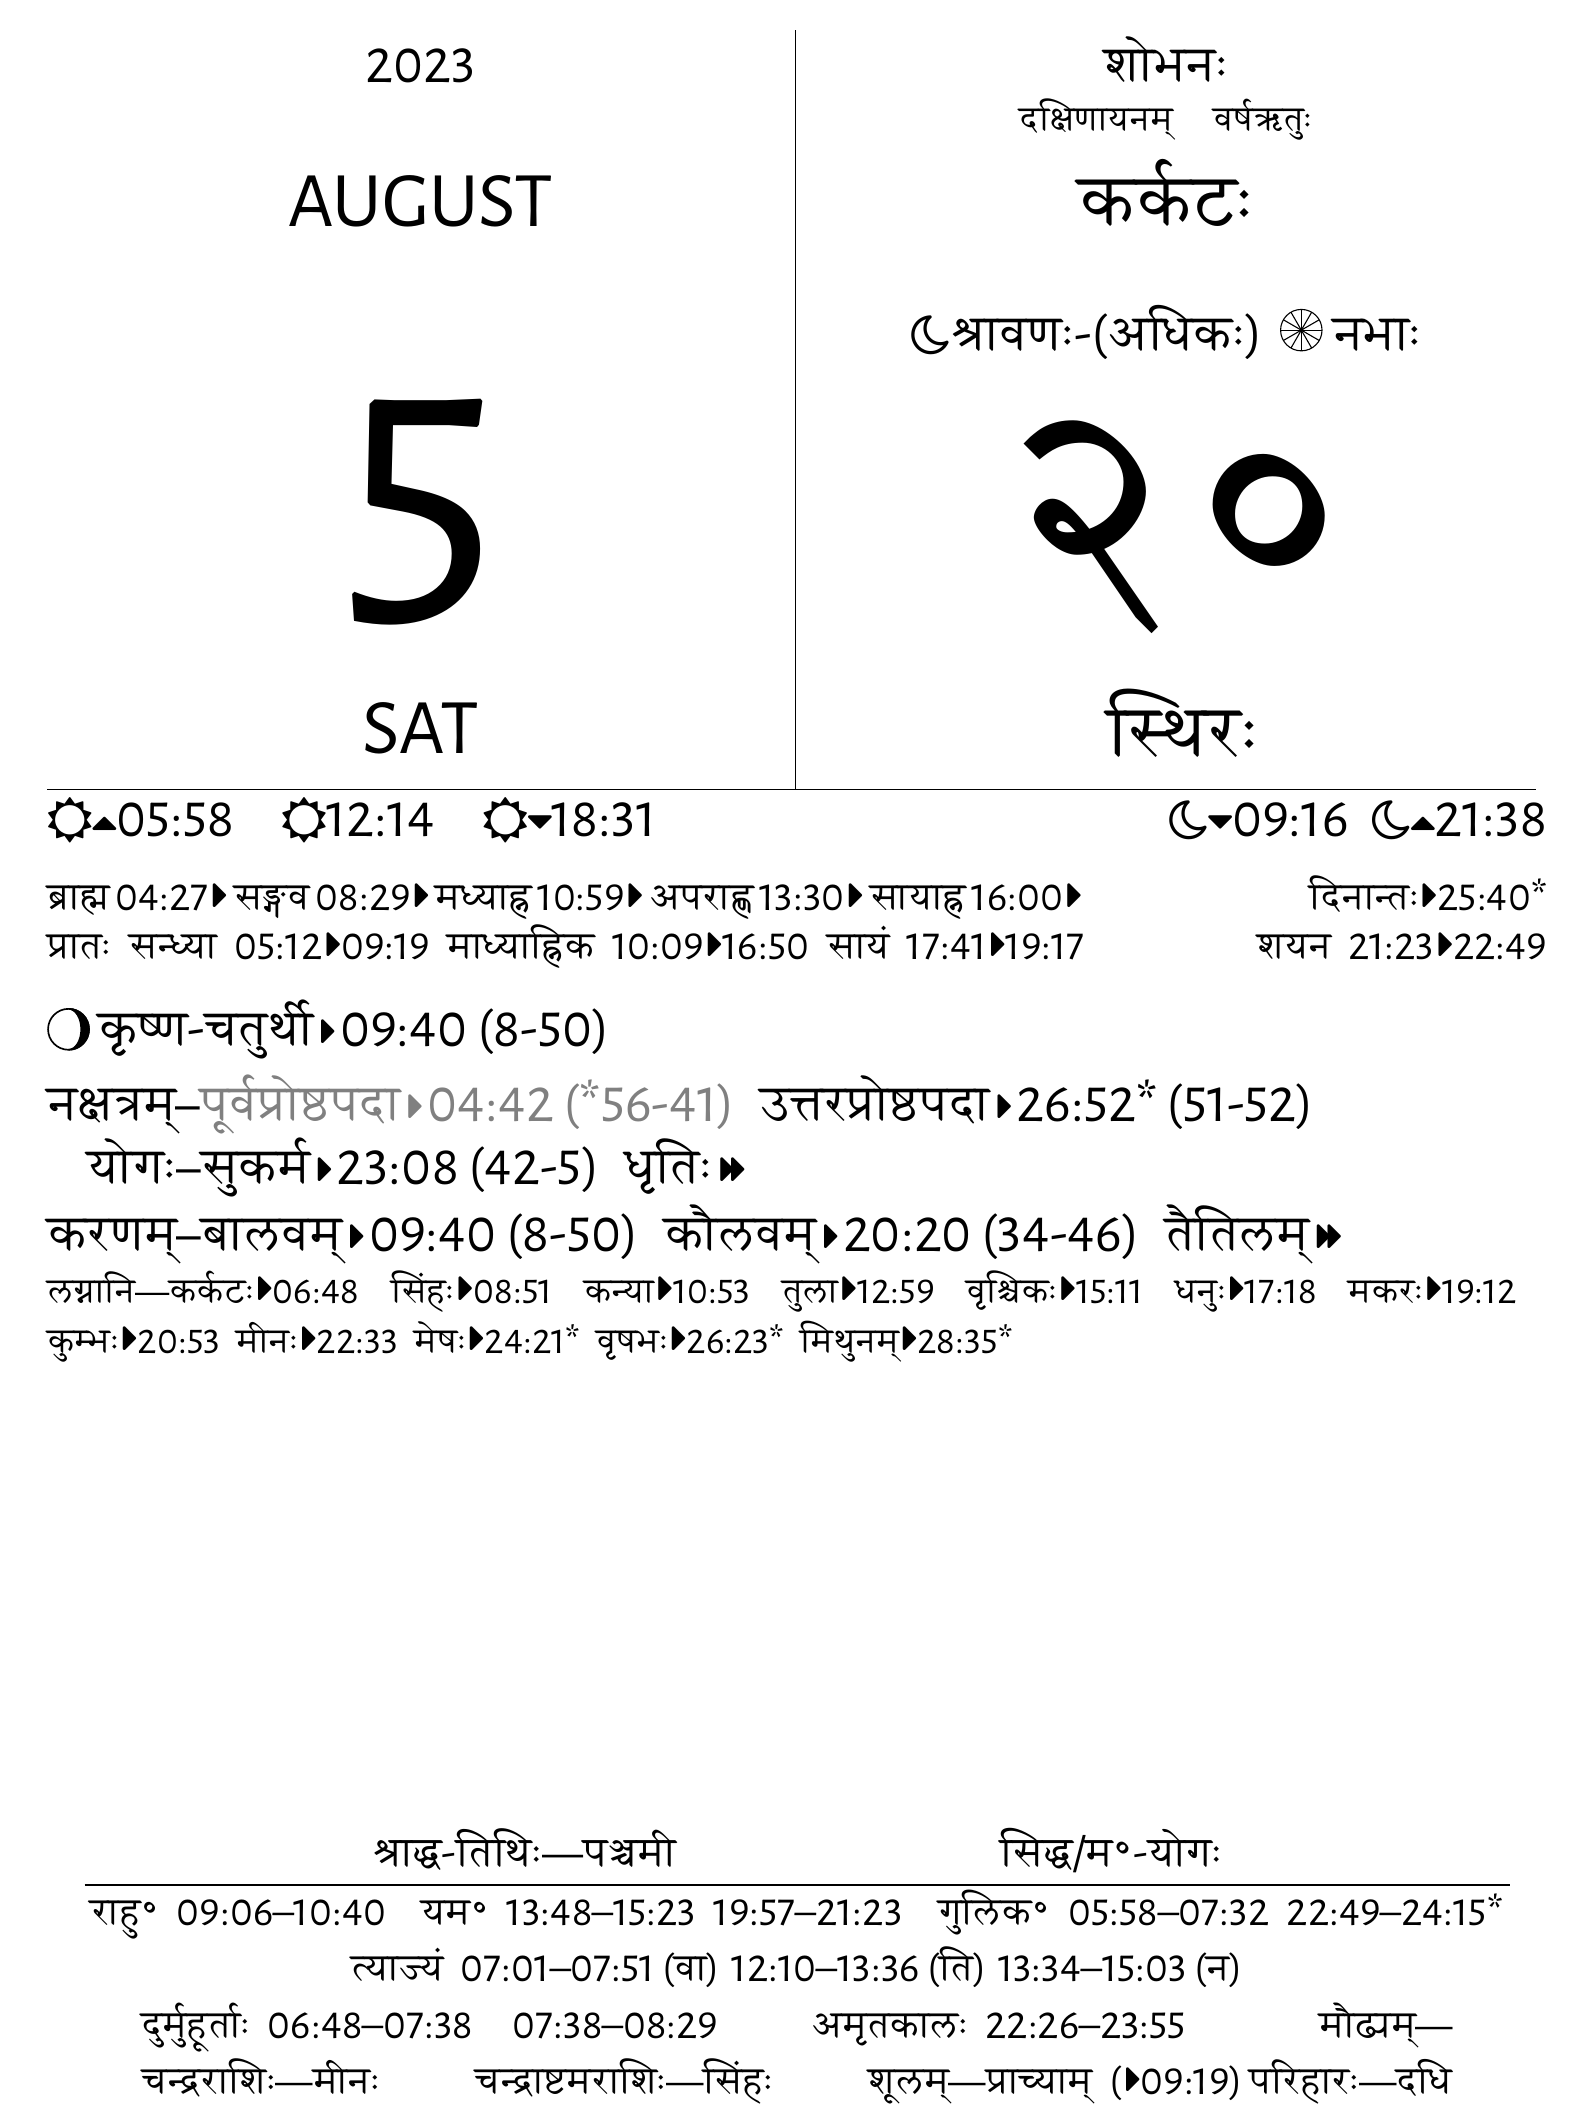 2023
AUGUST
5
SAT
शोभनः
दक्षिणायनम् वर्षऋतुः
कर्कटः
श्रावणः-(अधिकः) नभाः
२०
स्थिरः
05:58 12:14 18:31 09:16 21:38
ब्राह्म 04:27 सङ्गव 08:29 मध्याह्न 10:59 अपराह्ण 13:30 सायाह्न 16:00 दिनान्तः 25:40*
प्रातः सन्ध्या 05:12 09:19 माध्याह्निक 10:09 16:50 सायं 17:41 19:17 शयन 21:23 22:49
कृष्ण-चतुर्थी 09:40 (8-50)
नक्षत्रम्–पूर्वप्रोष्ठपदा 04:42 (*56-41) उत्तरप्रोष्ठपदा 26:52* (51-52)
योगः–सुकर्म 23:08 (42-5) धृतिः
करणम्–बालवम् 09:40 (8-50) कौलवम् 20:20 (34-46) तैतिलम्
लग्नानि—कर्कटः 06:48 सिंहः 08:51 कन्या 10:53 तुला 12:59 वृश्चिकः 15:11 धनुः 17:18 मकरः 19:12
कुम्भः 20:53 मीनः 22:33 मेषः 24:21* वृषभः 26:23* मिथुनम् 28:35*
श्राद्ध-तिथिः—पञ्चमी सिद्ध/म॰-योगः
राहु॰ 09:06–10:40 यम॰ 13:48–15:23 19:57–21:23 गुलिक॰ 05:58–07:32 22:49–24:15*
त्याज्यं 07:01–07:51 (वा) 12:10–13:36 (ति) 13:34–15:03 (न)
दुर्मुहूर्ताः 06:48–07:38 07:38–08:29 अमृतकालः 22:26–23:55 मौढ्यम्—
चन्द्रराशिः—मीनः चन्द्राष्टमराशिः—सिंहः शूलम्—प्राच्याम् (09:19) परिहारः—दधि